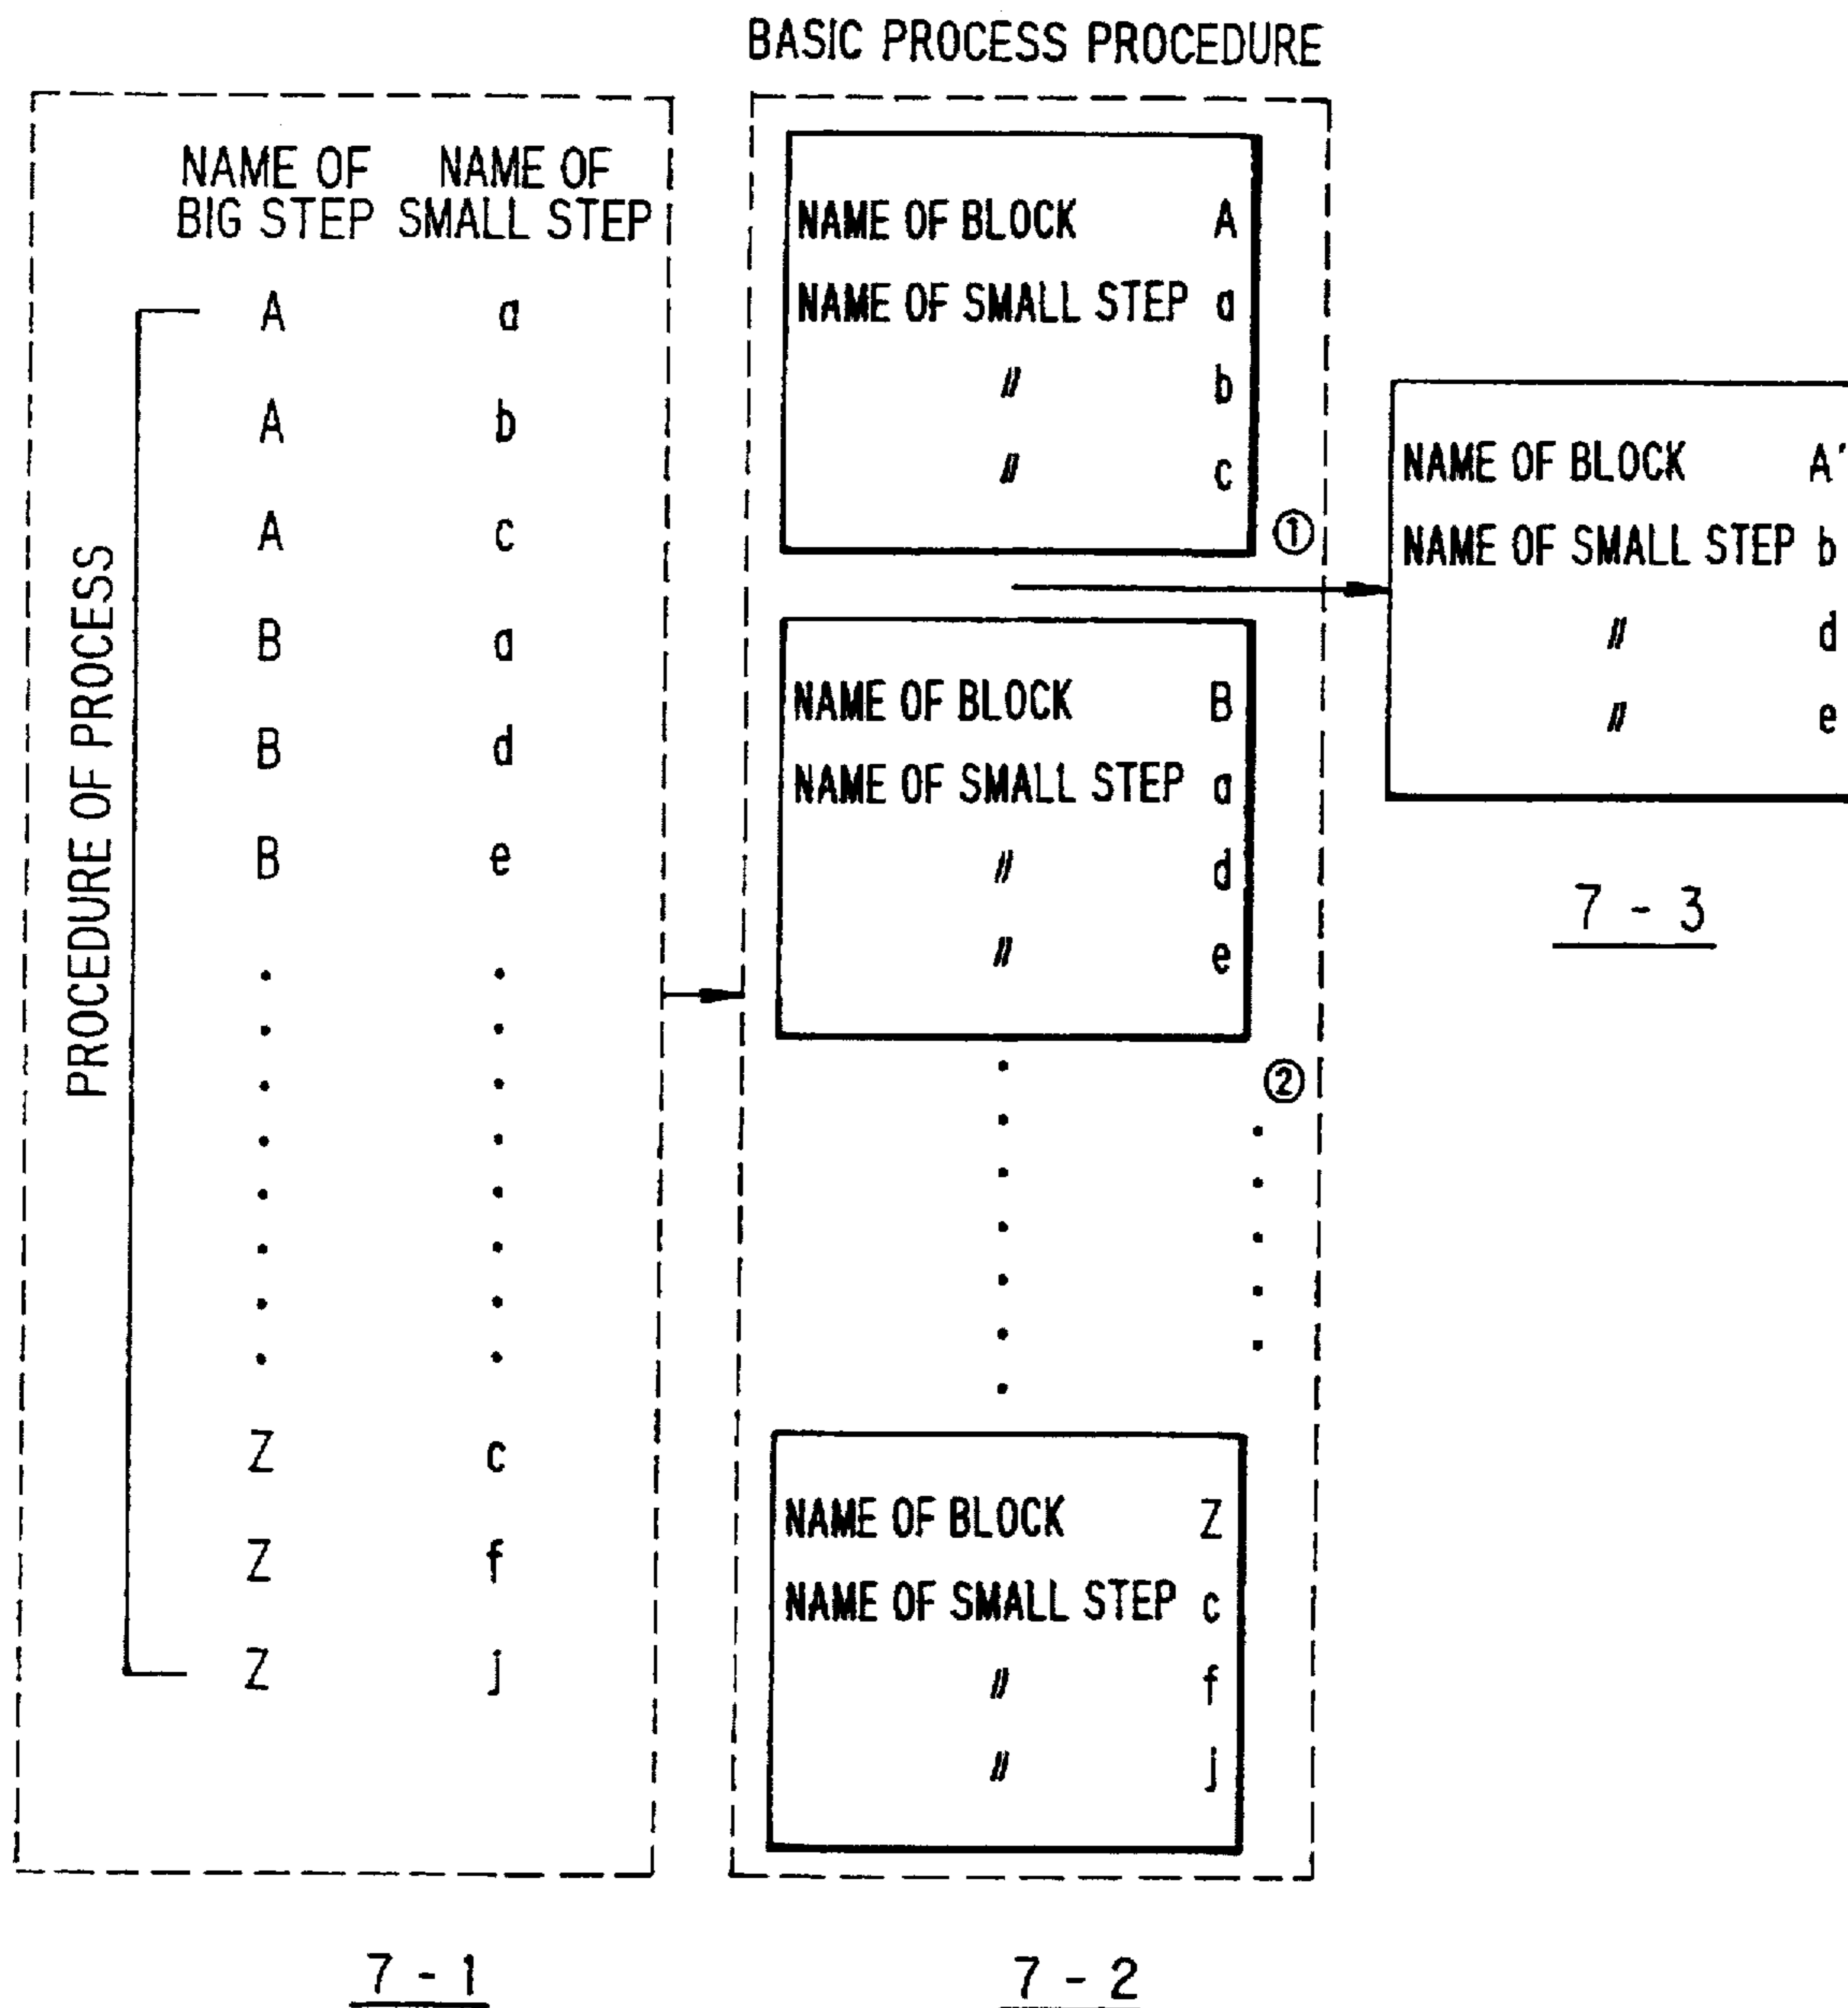 BASIC PROCESS PROCEDURE
PROCEDURE OF PROCESS
NAME OF NAME OF
BIG STEP SMALL STEP
A a
A b
A c
B a
B d
B e
Z c
Z f
Z j
7 - 1
NAME OF BLOCK A
NAME OF SMALL STEP a
〃 b
〃 c
①
NAME OF BLOCK B
NAME OF SMALL STEP a
〃 d
〃 e
②
NAME OF BLOCK Z
NAME OF SMALL STEP c
〃 f
〃 j
7 - 2
NAME OF BLOCK A'
NAME OF SMALL STEP b
〃 d
〃 e
7 - 3